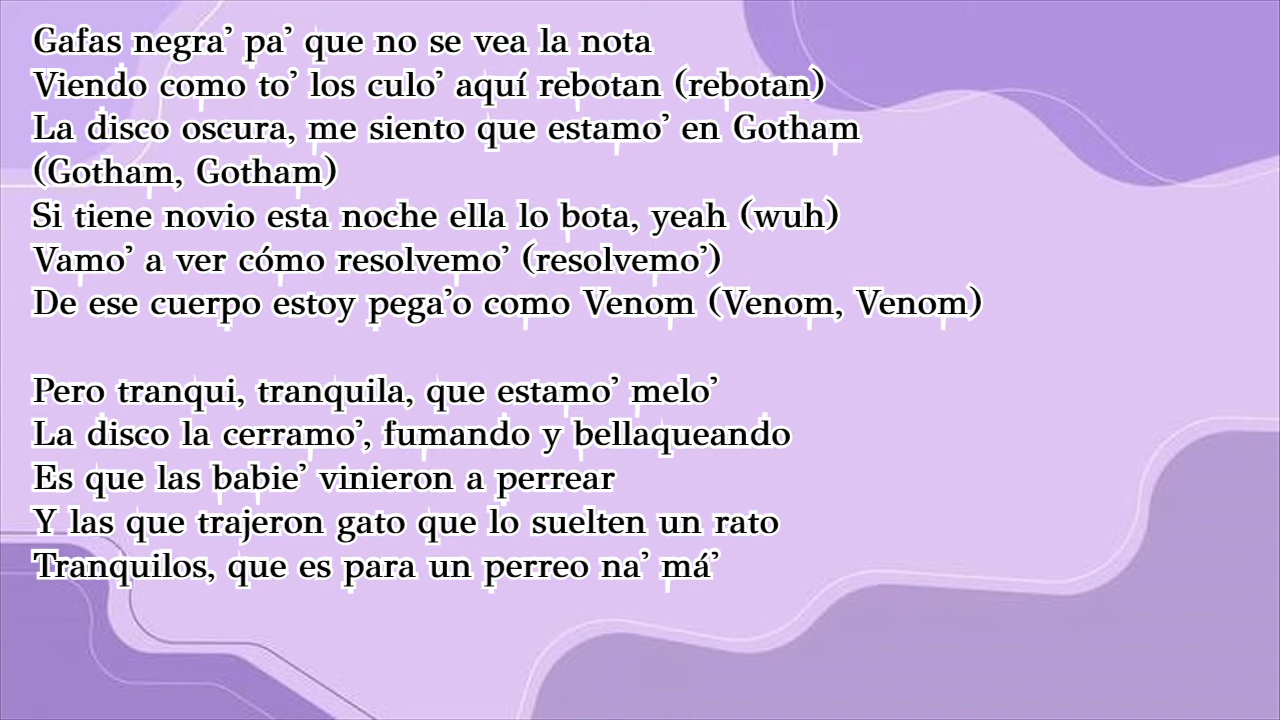 Gafas negra’ pa’ que no se vea la nota
Viendo como to’ los culo’ aquí rebotan (rebotan)
La disco oscura, me siento que estamo’ en Gotham
(Gotham, Gotham)
Si tiene novio esta noche ella lo bota, yeah (wuh)
Vamo’ a ver cómo resolvemo’ (resolvemo’)
De ese cuerpo estoy pega’o como Venom (Venom, Venom)
Pero tranqui, tranquila, que estamo’ melo’
La disco la cerramo’, fumando y bellaqueando
Es que las babie’ vinieron a perrear
Y las que trajeron gato que lo suelten un rato
Tranquilos, que es para un perreo na’ má’